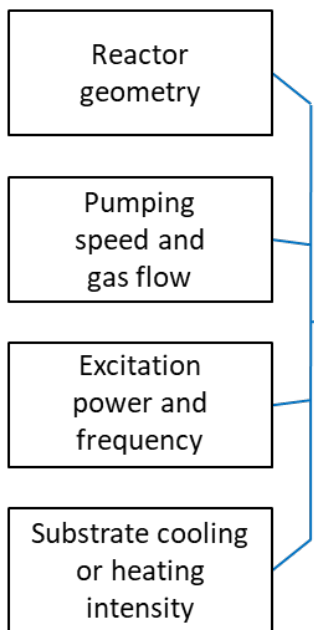 Reactor
geometry
Pumping
speed and
gas flow
Excitation
power and
frequency
Substrate cooling
or heating
intensity